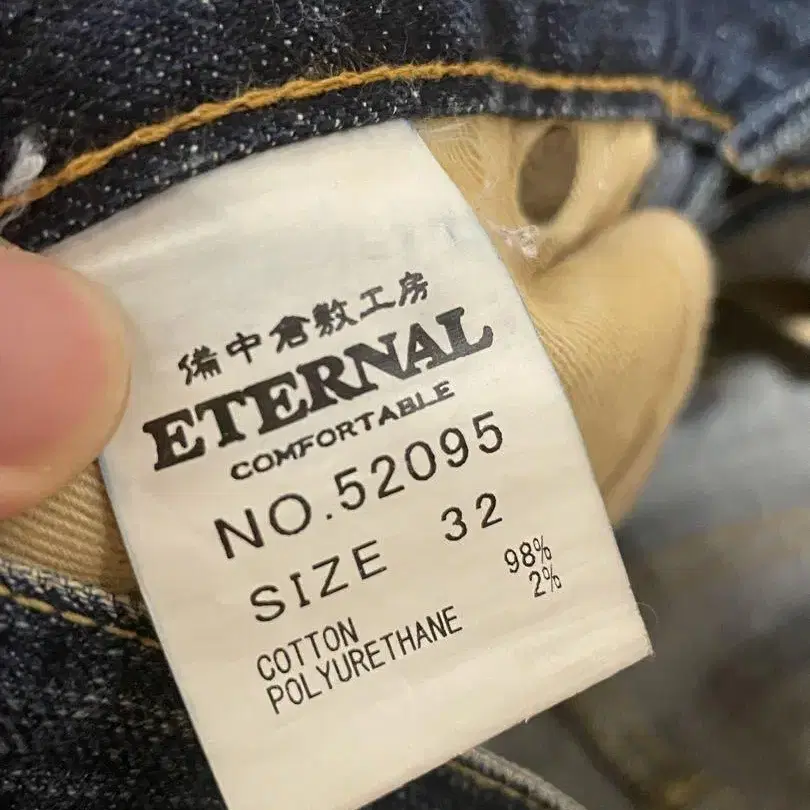 備中倉敷工房
ETERNAL
COMFORTABLE
NO.52095
SIZE 32
COTTON 98%
POLYURETHANE 2%